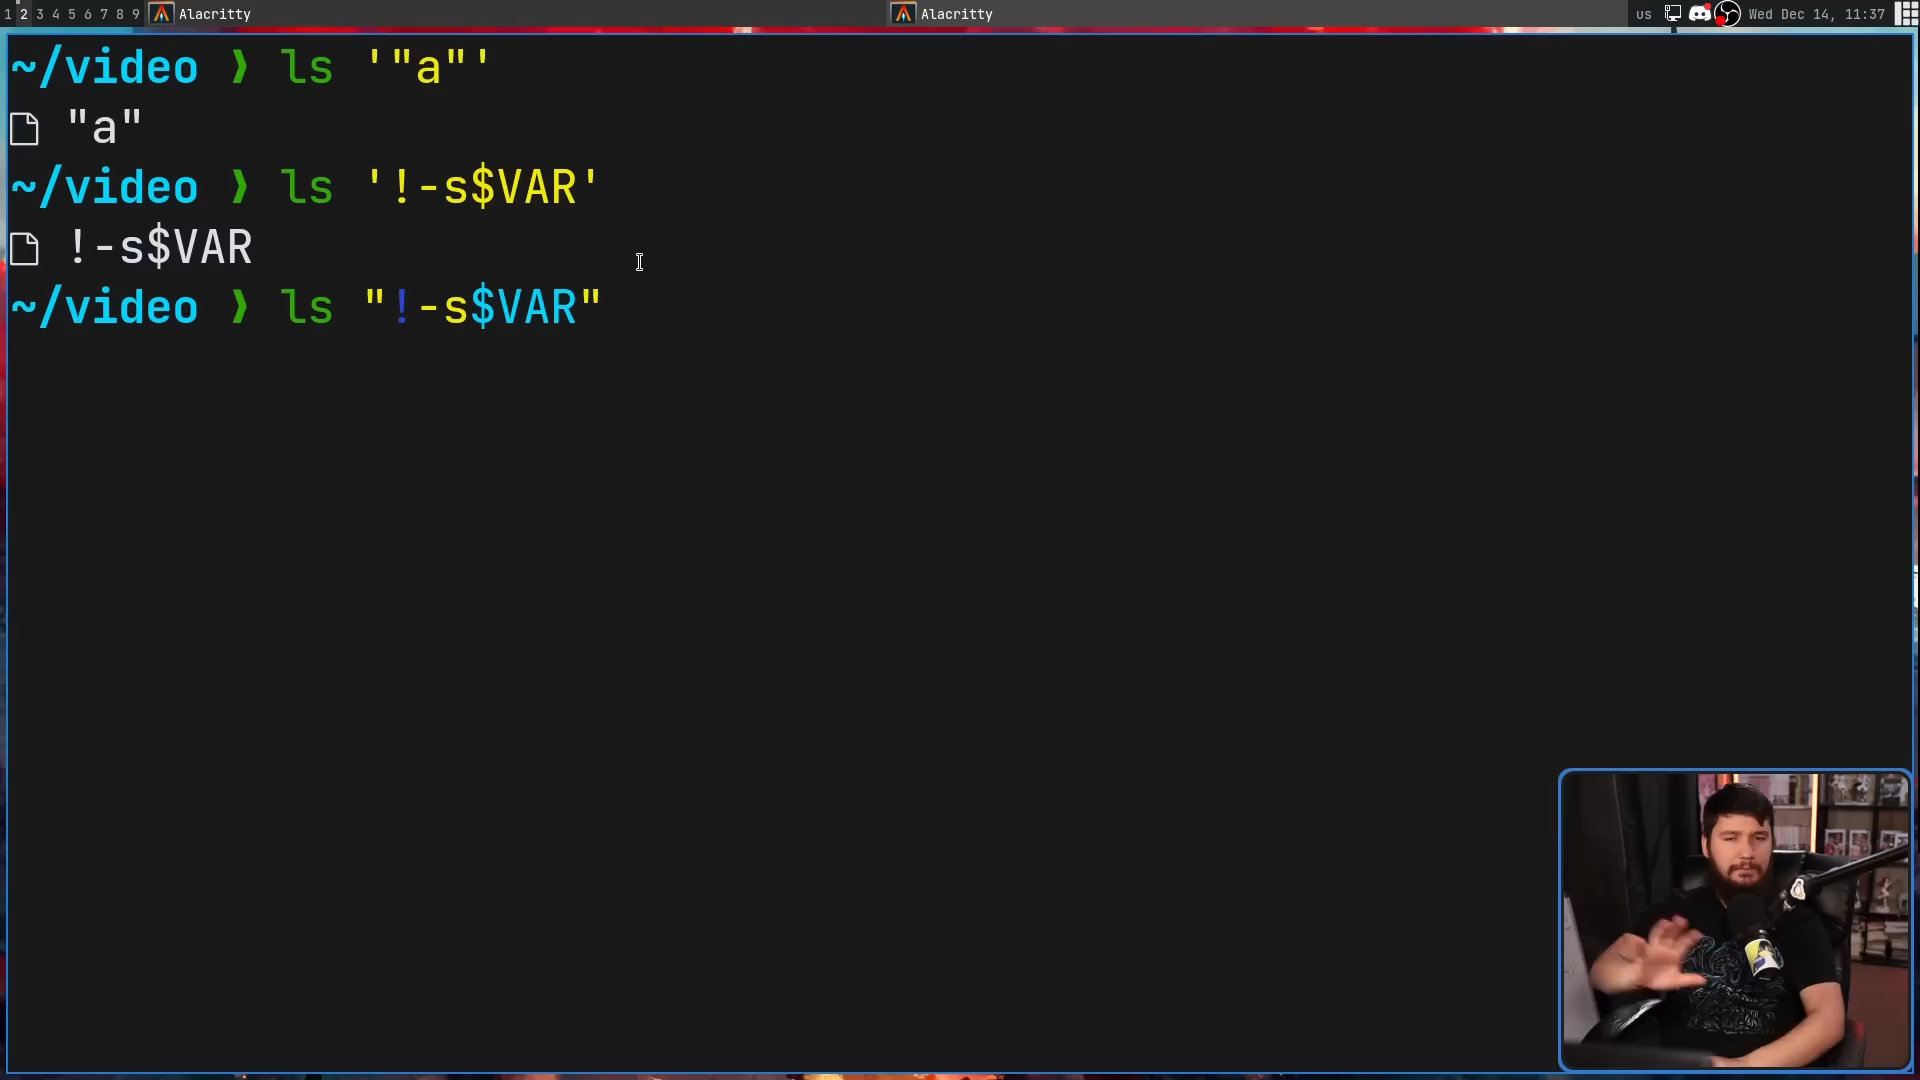 1 2 3 4 5 6 7 8 9 Alacritty Alacritty us Wed Dec 14, 11:37
~/video ❯ ls '"a"'
"a"
~/video ❯ ls '!-s$VAR'
!-s$VAR
~/video ❯ ls "!-s$VAR"